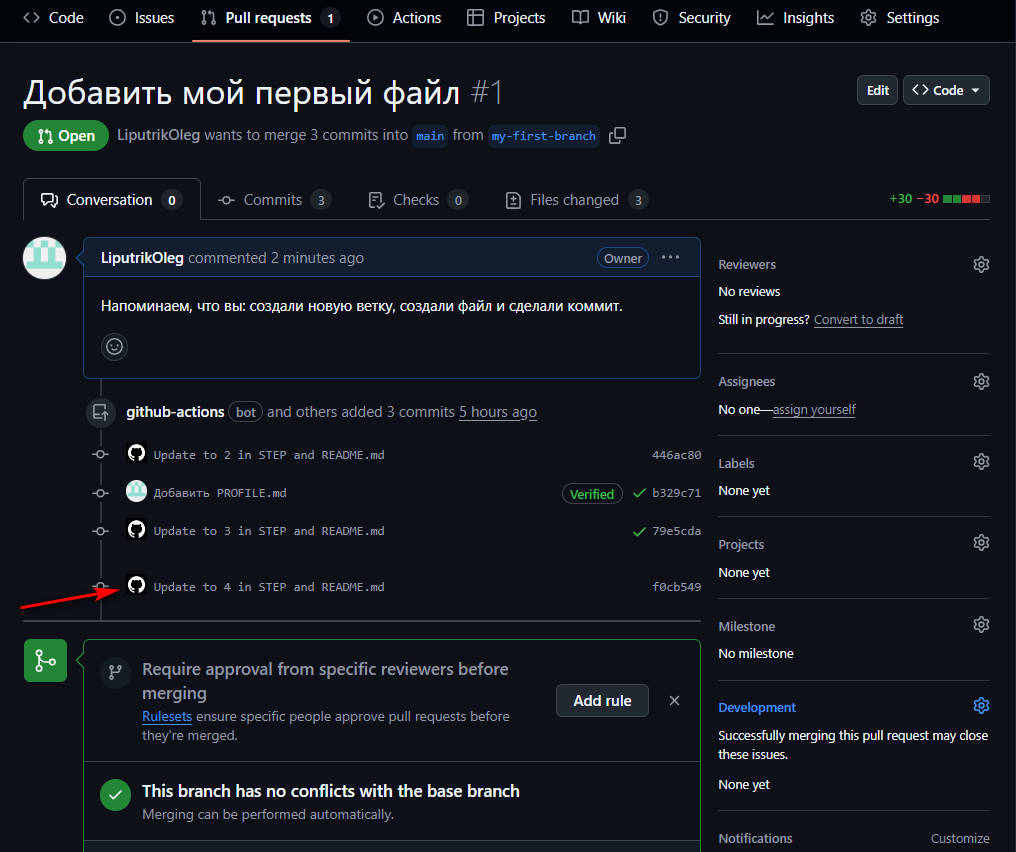 Code Issues Pull requests 1 Actions Projects Wiki Security Insights Settings
Добавить мой первый файл #1
Edit
Code
Open
LiputrikOleg wants to merge 3 commits into main from my-first-branch
Conversation 0
Commits 3
Checks 0
Files changed 3
+30 −30
LiputrikOleg commented 2 minutes ago
Owner
Напоминаем, что вы: создали новую ветку, создали файл и сделали коммит.
github-actions bot and others added 3 commits 5 hours ago
Update to 2 in STEP and README.md 446ac80
Добавить PROFILE.md Verified b329c71
Update to 3 in STEP and README.md 79e5cda
Update to 4 in STEP and README.md f0cb549
Require approval from specific reviewers before
merging
Rulesets ensure specific people approve pull requests before
they're merged.
Add rule
This branch has no conflicts with the base branch
Merging can be performed automatically.
Reviewers
No reviews
Still in progress? Convert to draft
Assignees
No one—assign yourself
Labels
None yet
Projects
None yet
Milestone
No milestone
Development
Successfully merging this pull request may close
these issues.
None yet
Notifications Customize